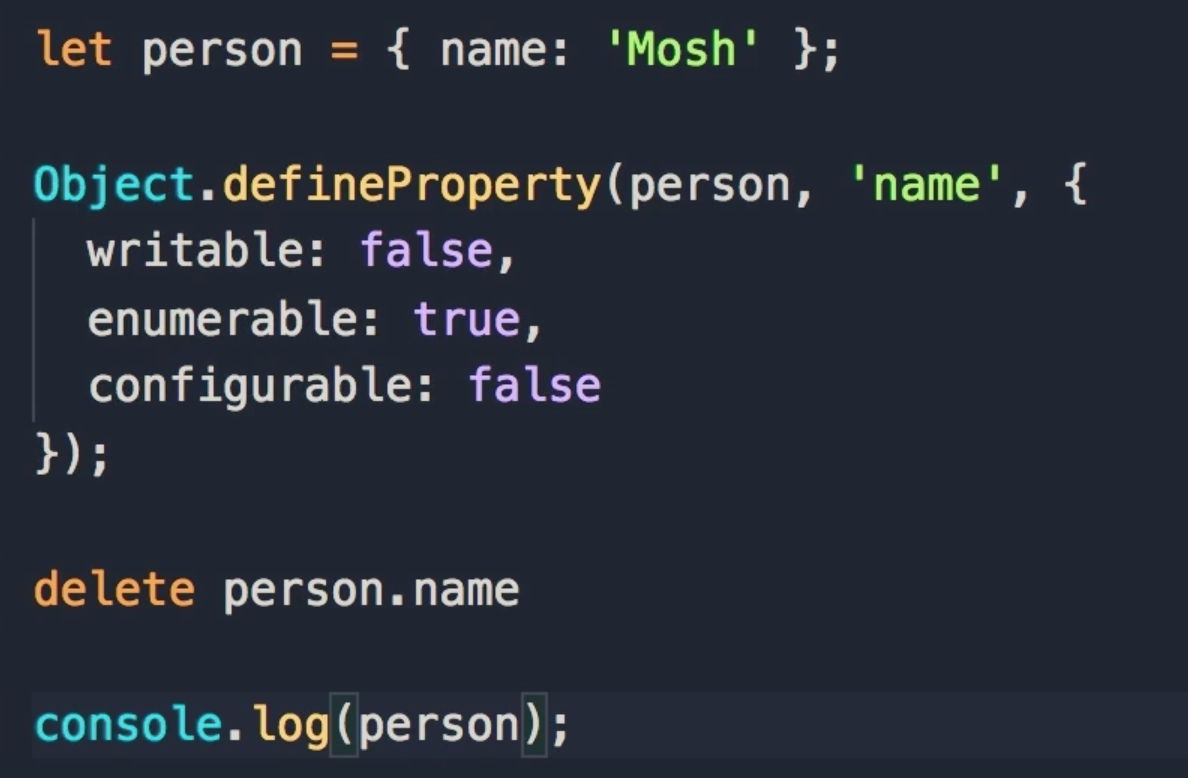 let person = { name: 'Mosh' };
Object.defineProperty(person, 'name', {
writable: false,
enumerable: true,
configurable: false
});
delete person.name
console.log(person);